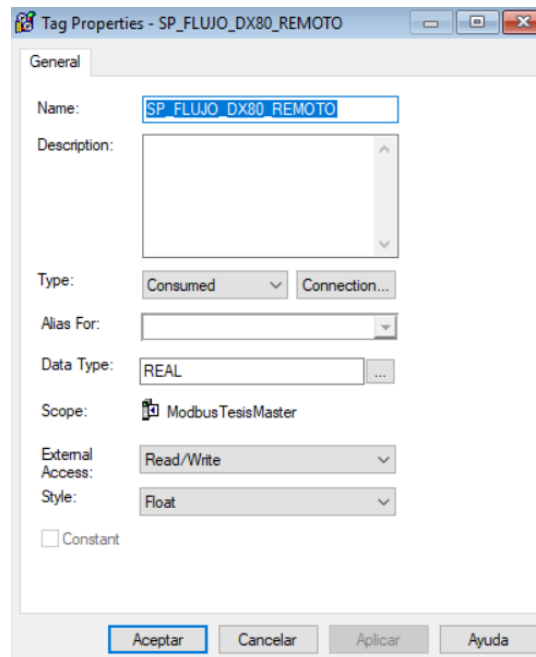 Tag Properties - SP_FLUJO_DX80_REMOTO
General
Name: SP_FLUJO_DX80_REMOTO
Description:
Type: Consumed Connection...
Alias For:
Data Type: REAL ...
Scope: ModbusTesisMaster
External Access: Read/Write
Style: Float
Constant
Aceptar Cancelar Aplicar Ayuda